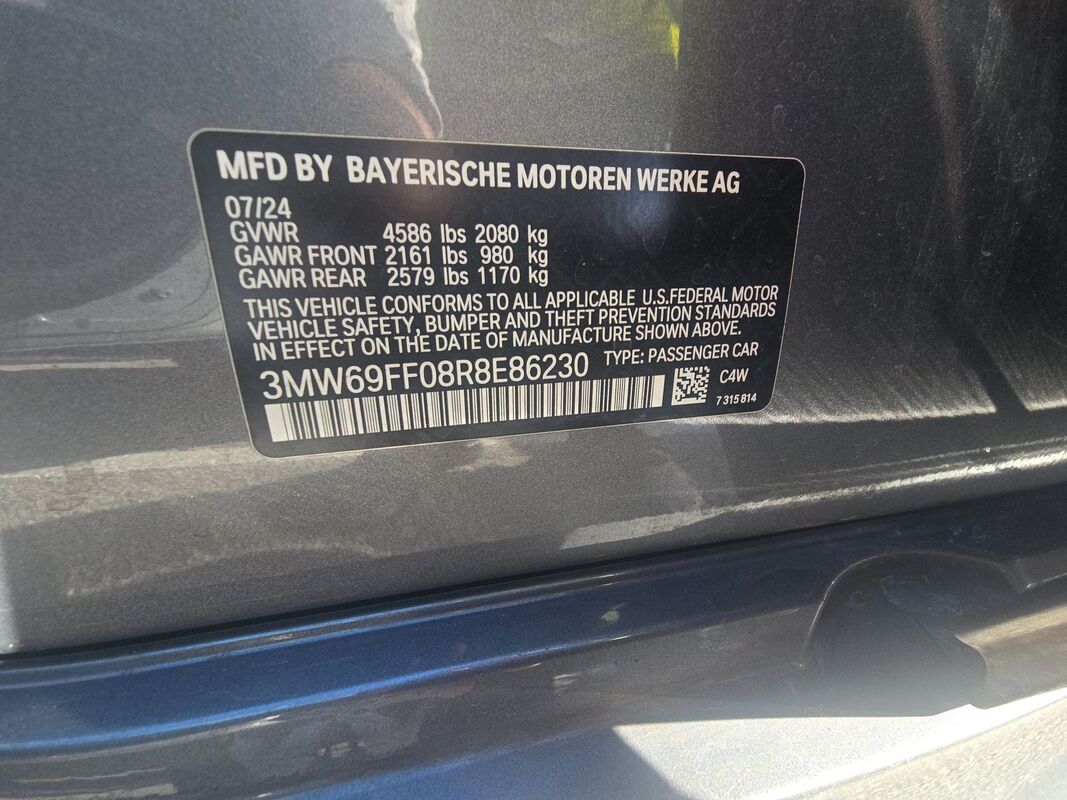 MFD BY BAYERISCHE MOTOREN WERKE AG
07/24
GVWR 4586 lbs 2080 kg
GAWR FRONT 2161 lbs 980 kg
GAWR REAR 2579 lbs 1170 kg
THIS VEHICLE CONFORMS TO ALL APPLICABLE U.S.FEDERAL MOTOR
VEHICLE SAFETY, BUMPER AND THEFT PREVENTION STANDARDS
IN EFFECT ON THE DATE OF MANUFACTURE SHOWN ABOVE.
3MW69FF08R8E86230 TYPE: PASSENGER CAR
C4W
7 315 814